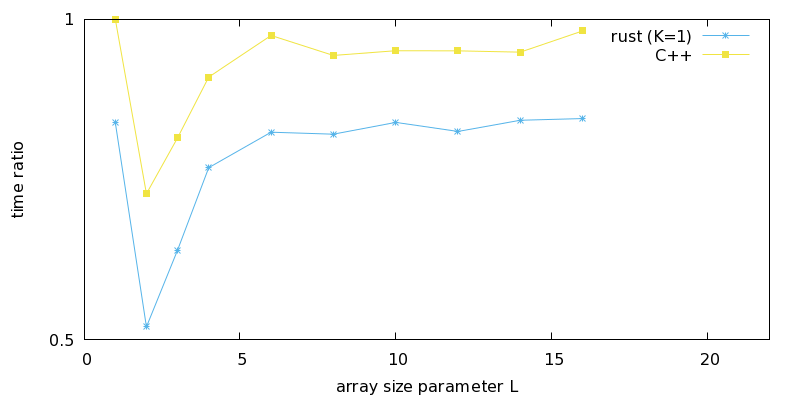 1
rust (K=1)
C++
time ratio
0.5
0 5 10 15 20
array size parameter L